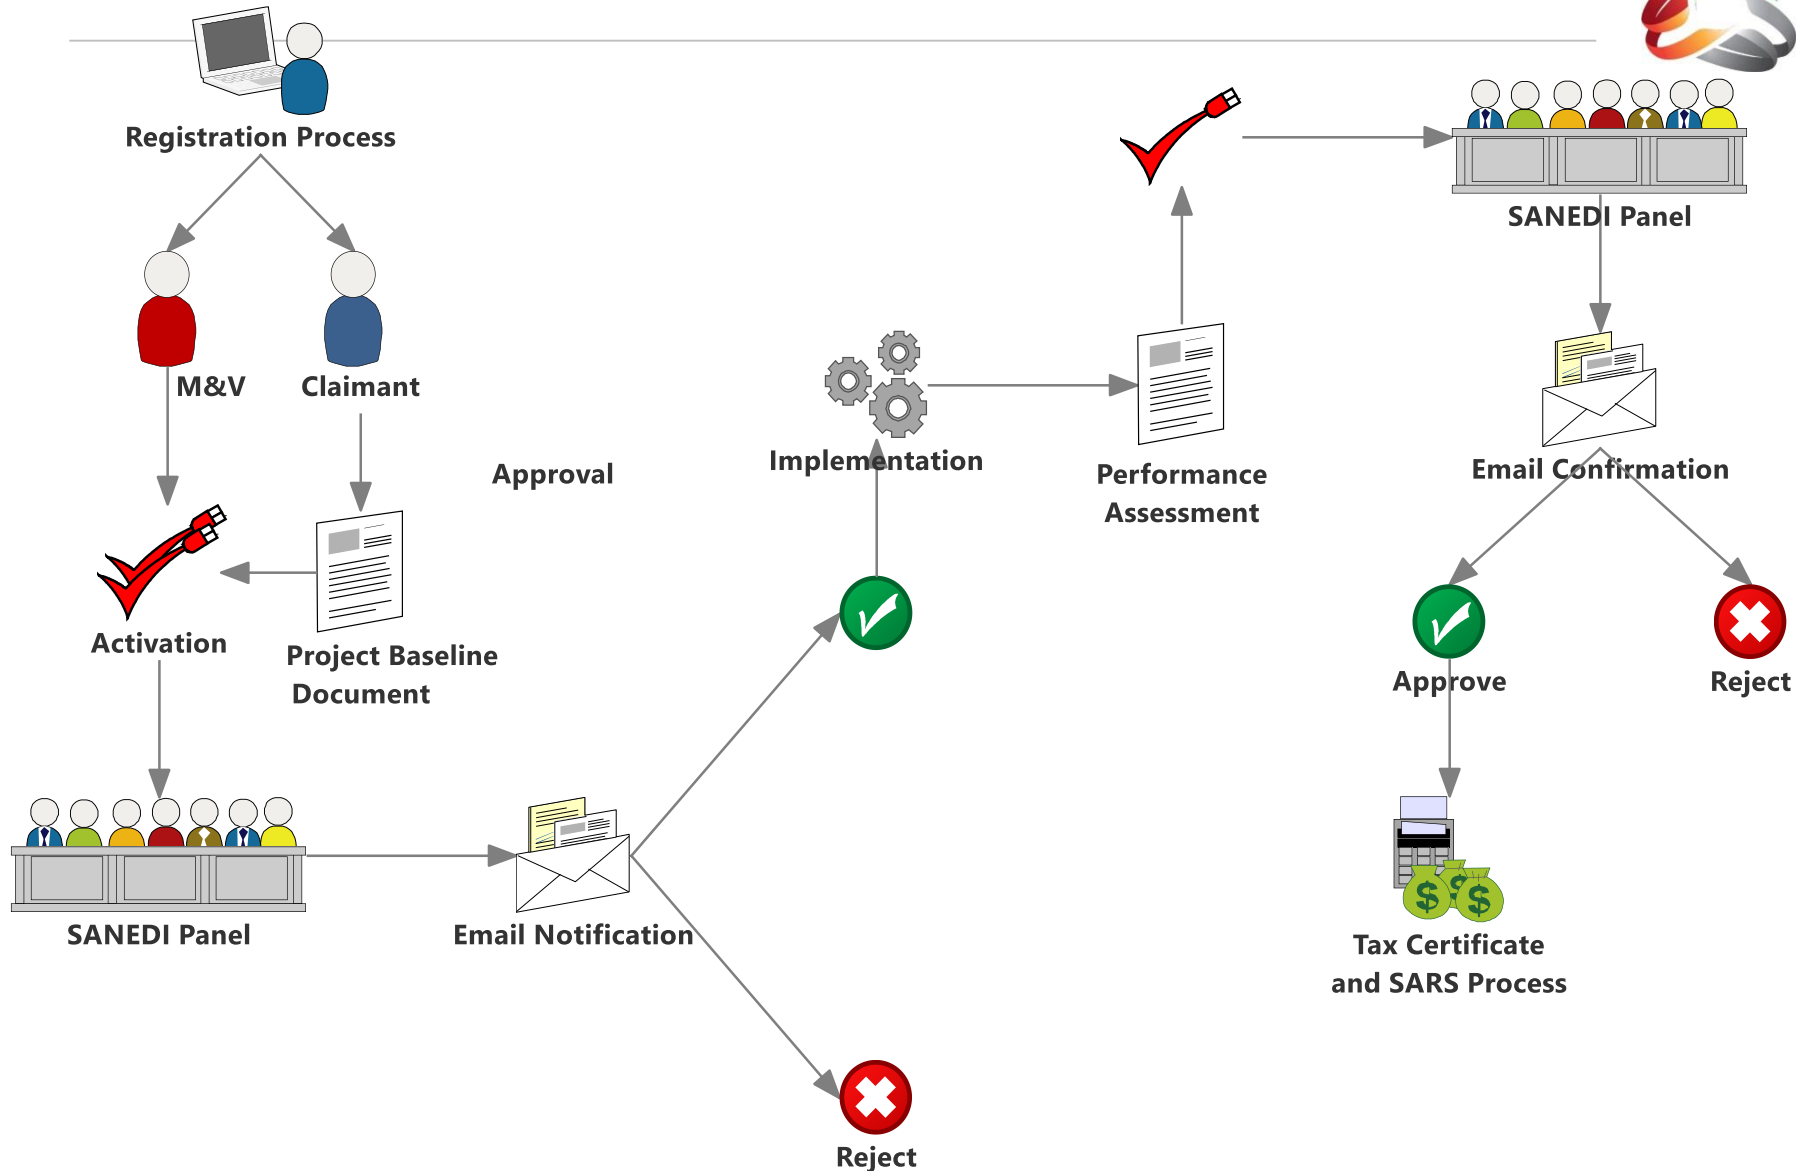 Registration Process
SANEDI Panel
M&V
Claimant
Approval
Implementation
Performance
Assessment
Email Confirmation
Activation
Project Baseline
Document
Approve
Reject
SANEDI Panel
Email Notification
Tax Certificate
and SARS Process
Reject